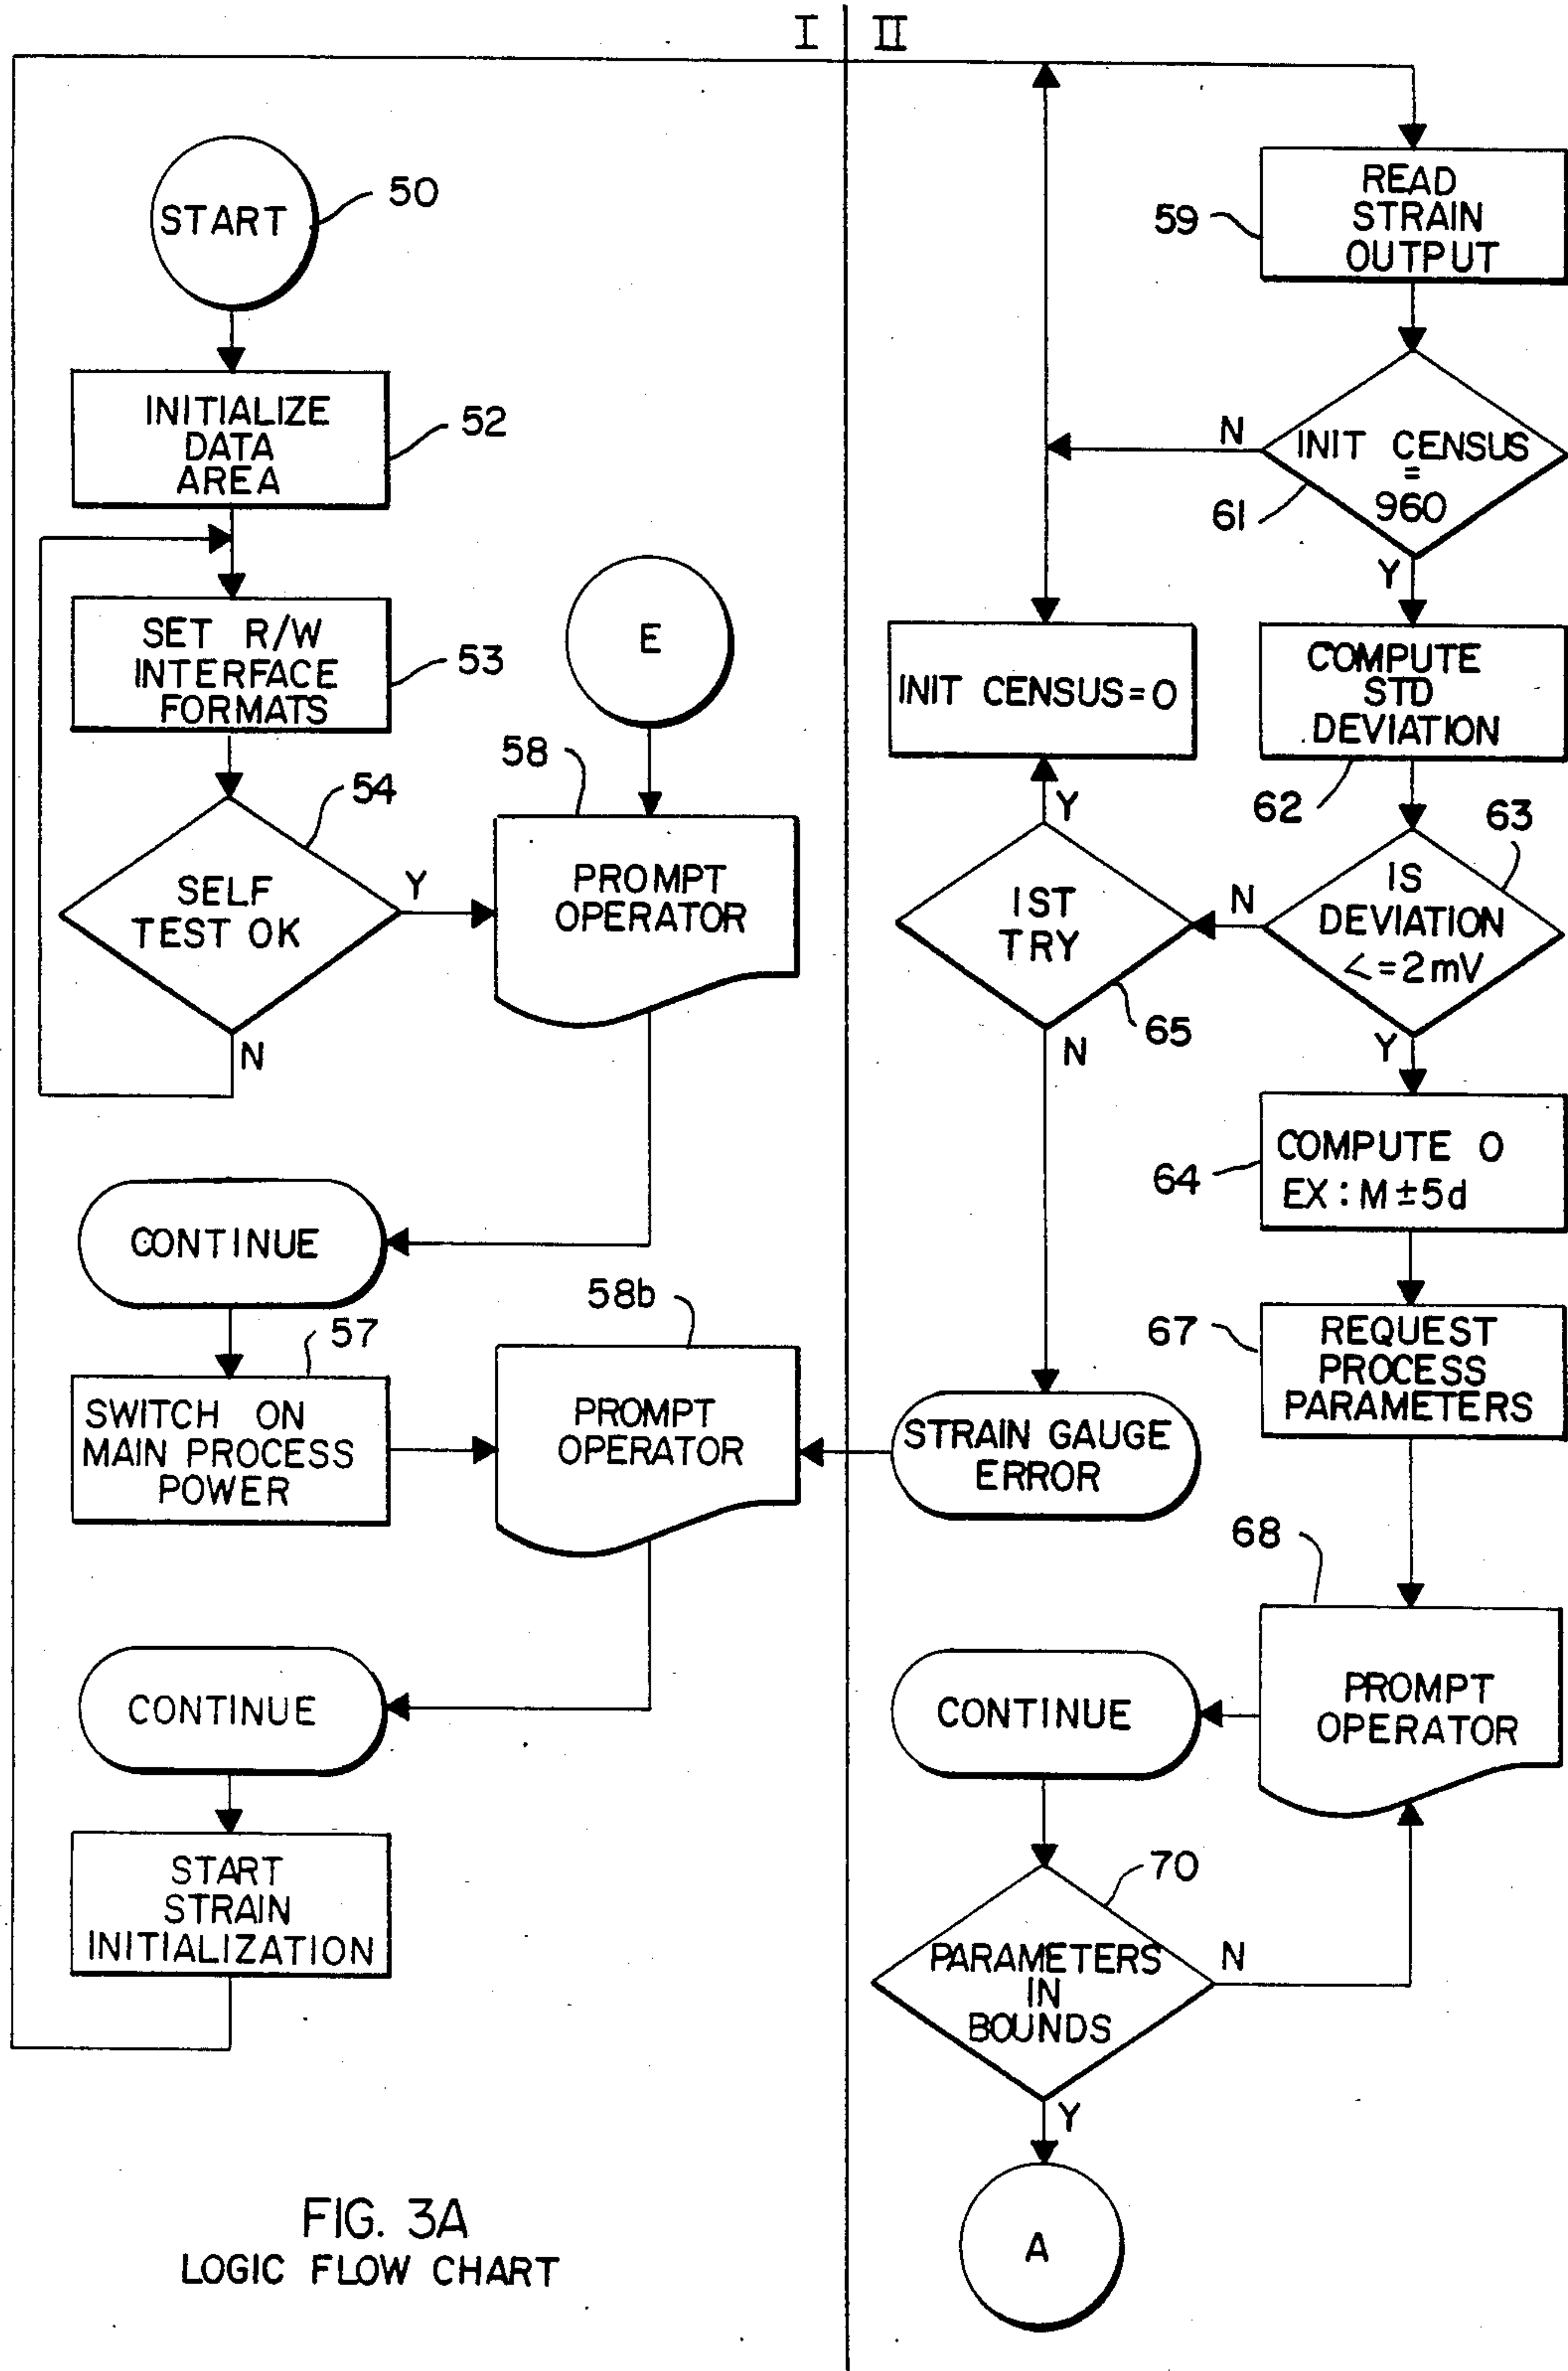 I
II
START
50
INITIALIZE
DATA
AREA
52
SET R/W
INTERFACE
FORMATS
53
SELF
TEST OK
54
Y
N
E
58
PROMPT
OPERATOR
CONTINUE
57
SWITCH ON
MAIN PROCESS
POWER
58b
PROMPT
OPERATOR
CONTINUE
START
STRAIN
INITIALIZATION
FIG. 3A
LOGIC FLOW CHART
READ
STRAIN
OUTPUT
59
INIT CENSUS
=
960
61
N
Y
INIT CENSUS=0
COMPUTE
STD
DEVIATION
62
IS
DEVIATION
<=2mV
63
N
Y
1ST
TRY
65
Y
N
COMPUTE O
EX:M±5d
64
REQUEST
PROCESS
PARAMETERS
67
STRAIN GAUGE
ERROR
68
PROMPT
OPERATOR
CONTINUE
70
PARAMETERS
IN
BOUNDS
N
Y
A